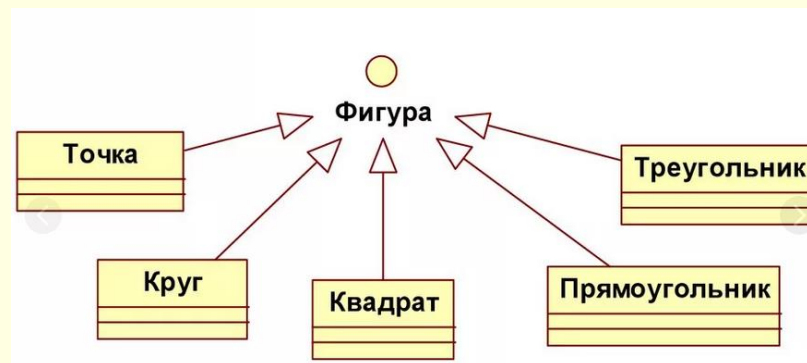 Фигура
Точка
Треугольник
Круг
Квадрат
Прямоугольник